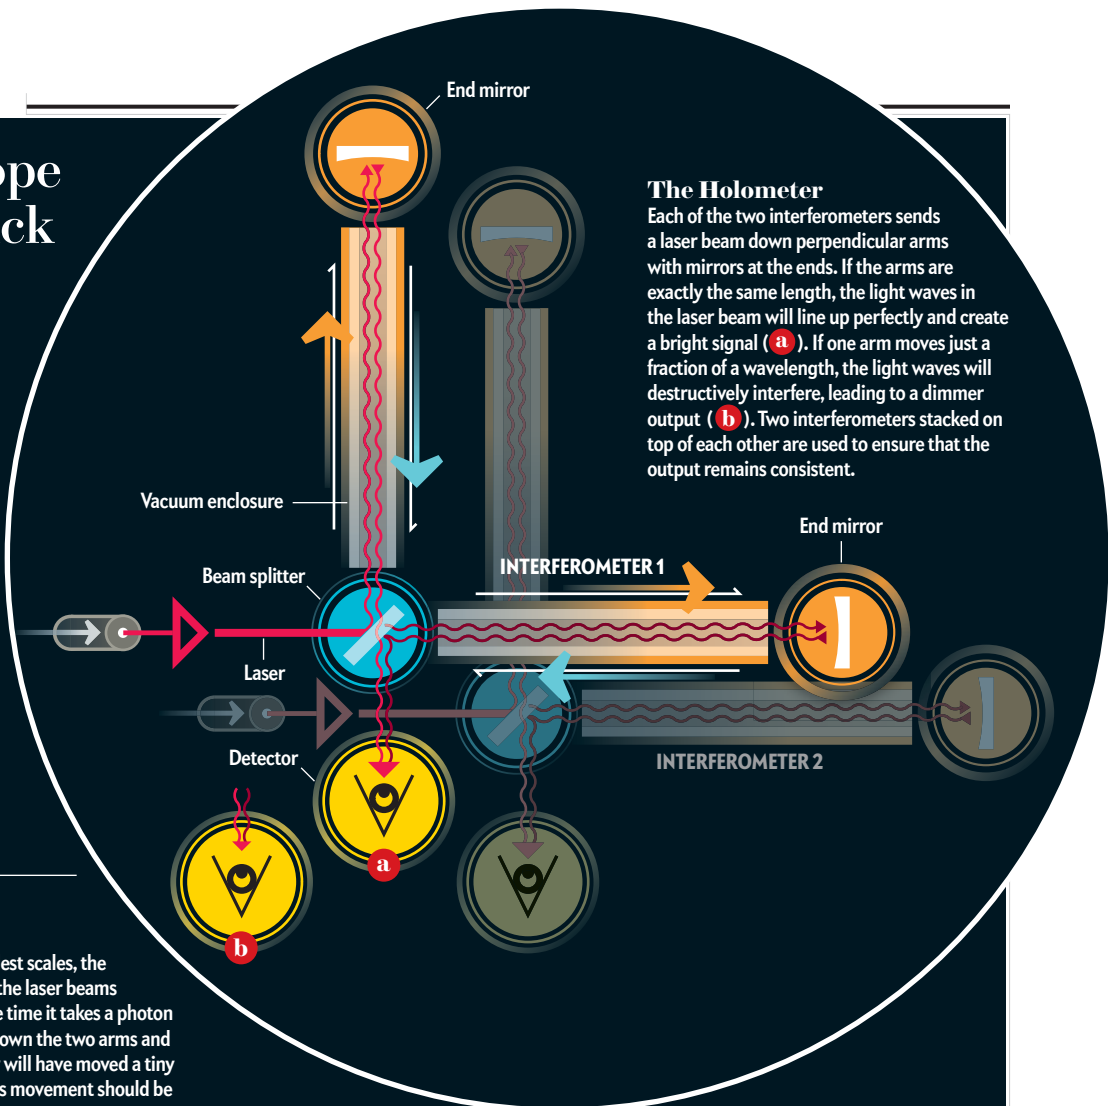 End mirror
ope
ck
The Holometer
Each of the two interferometers sends
a laser beam down perpendicular arms
with mirrors at the ends. If the arms are
exactly the same length, the light waves in
the laser beam will line up perfectly and create
a bright signal ( a ). If one arm moves just a
fraction of a wavelength, the light waves will
destructively interfere, leading to a dimmer
output ( b ). Two interferometers stacked on
top of each other are used to ensure that the
output remains consistent.
Vacuum enclosure
End mirror
INTERFEROMETER 1
Beam splitter
Laser
Detector
INTERFEROMETER 2
a
b
est scales, the
the laser beams
e time it takes a photon
own the two arms and
will have moved a tiny
s movement should be